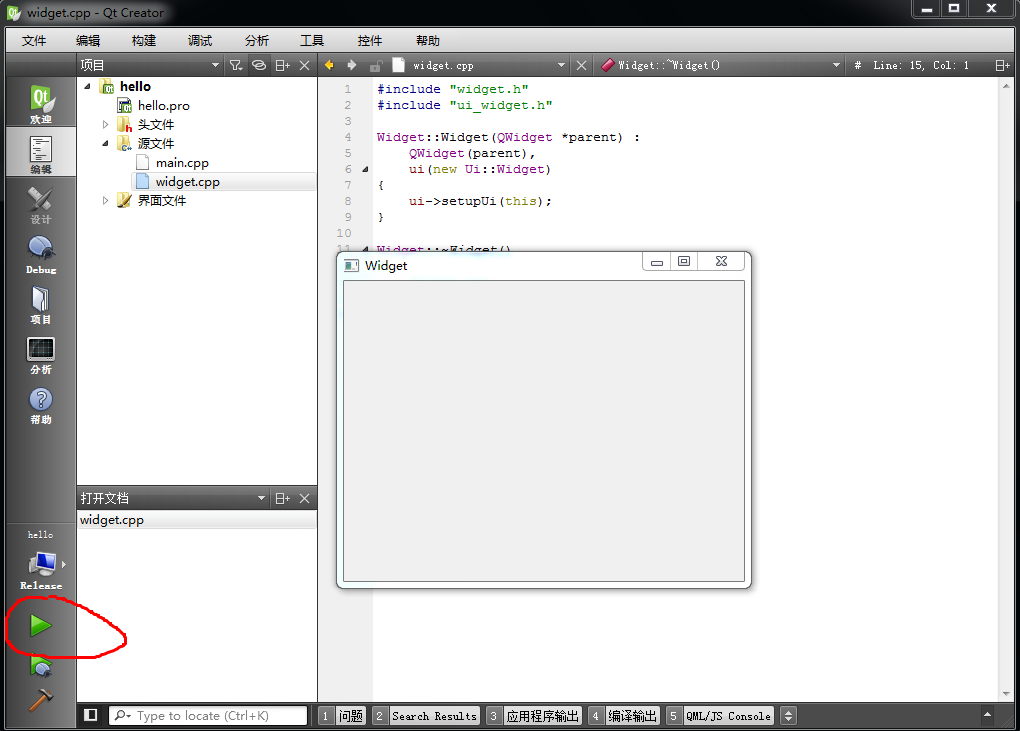 widget.cpp - Qt Creator
文件 编辑 构建 调试 分析 工具 控件 帮助
项目
widget.cpp
Widget::~Widget()
# Line: 15, Col: 1
欢迎
编辑
设计
Debug
项目
分析
帮助
hello
hello.pro
头文件
源文件
main.cpp
widget.cpp
界面文件
1 #include "widget.h"
2 #include "ui_widget.h"
3
4 Widget::Widget(QWidget *parent) :
5 QWidget(parent),
6 ui(new Ui::Widget)
7 {
8 ui->setupUi(this);
9 }
10
11 Widget::~Widget()
Widget
打开文档
widget.cpp
hello
Release
Type to locate (Ctrl+K)
1 问题 2 Search Results 3 应用程序输出 4 编译输出 5 QML/JS Console